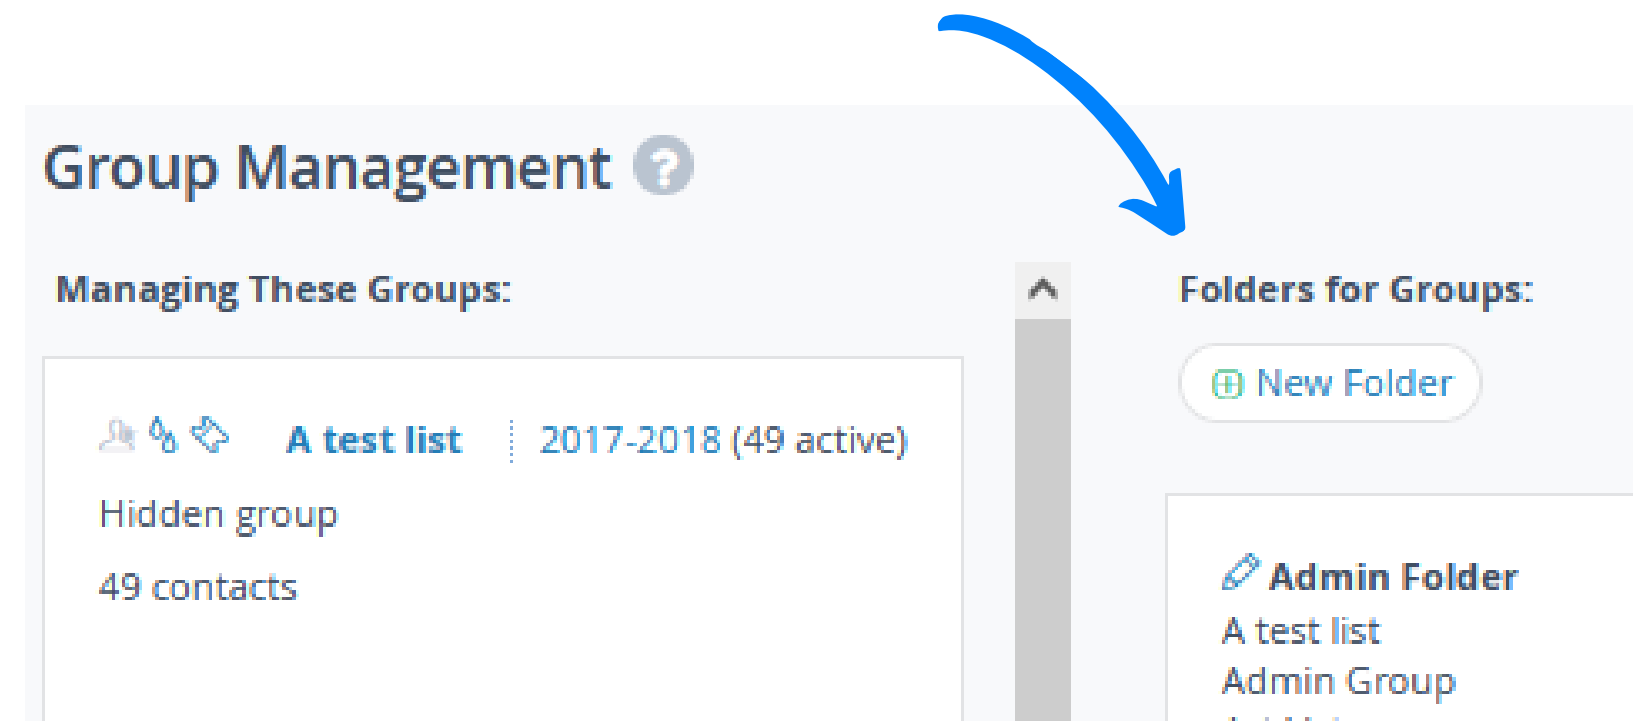 Group Management ?
Managing These Groups:
A test list 2017-2018 (49 active)
Hidden group
49 contacts
Folders for Groups:
New Folder
Admin Folder
A test list
Admin Group